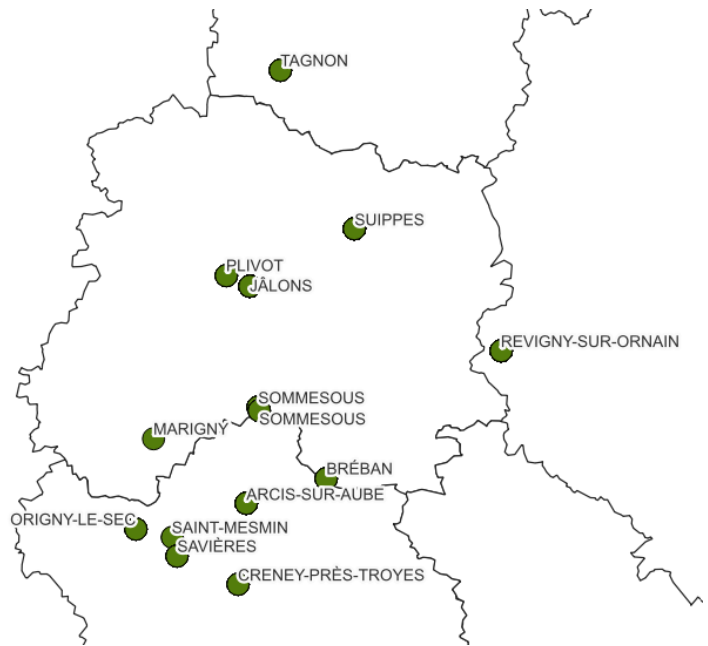 TAGNON
SUIPPES
PLIVOT
JÂLONS
REVIGNY-SUR-ORNAIN
SOMMESOUS
SOMMESOUS
MARIGNY
BRÉBAN
ARCIS-SUR-AUBE
ORIGNY-LE-SEC
SAINT-MESMIN
SAVIÈRES
CRENEY-PRÈS-TROYES